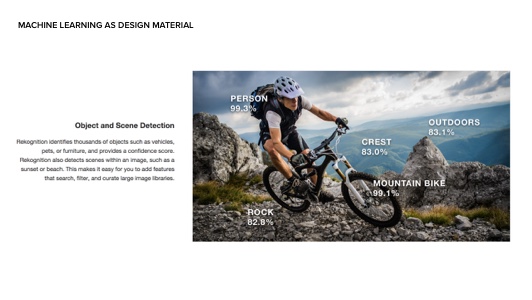 MACHINE LEARNING AS DESIGN MATERIAL
Object and Scene Detection
Rekognition identifies thousands of objects such as vehicles,
pets, or furniture, and provides a confidence score.
Rekognition also detects scenes within an image, such as a
sunset or beach. This makes it easy for you to add features
that search, filter, and curate large image libraries.
PERSON
99.3%
OUTDOORS
83.1%
CREST
83.0%
MOUNTAIN BIKE
99.1%
ROCK
82.8%